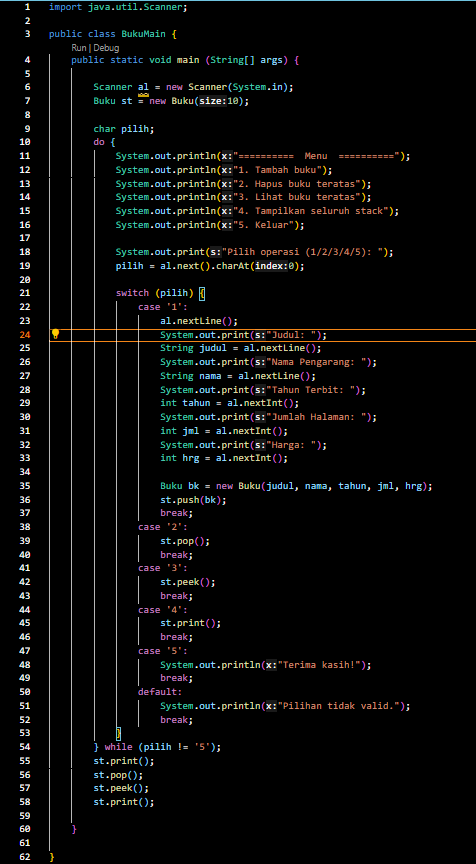 1 import java.util.Scanner;
2
3 public class BukuMain {
Run | Debug
4 public static void main (String[] args) {
5
6 Scanner al = new Scanner(System.in);
7 Buku st = new Buku(size:10);
8
9 char pilih;
10 do {
11 System.out.println(x:"========== Menu ==========");
12 System.out.println(x:"1. Tambah buku");
13 System.out.println(x:"2. Hapus buku teratas");
14 System.out.println(x:"3. Lihat buku teratas");
15 System.out.println(x:"4. Tampilkan seluruh stack");
16 System.out.println(x:"5. Keluar");
17
18 System.out.print(s:"Pilih operasi (1/2/3/4/5): ");
19 pilih = al.next().charAt(index:0);
20
21 switch (pilih) {
22 case '1':
23 al.nextLine();
24 System.out.print(s:"Judul: ");
25 String judul = al.nextLine();
26 System.out.print(s:"Nama Pengarang: ");
27 String nama = al.nextLine();
28 System.out.print(s:"Tahun Terbit: ");
29 int tahun = al.nextInt();
30 System.out.print(s:"Jumlah Halaman: ");
31 int jml = al.nextInt();
32 System.out.print(s:"Harga: ");
33 int hrg = al.nextInt();
34
35 Buku bk = new Buku(judul, nama, tahun, jml, hrg);
36 st.push(bk);
37 break;
38 case '2':
39 st.pop();
40 break;
41 case '3':
42 st.peek();
43 break;
44 case '4':
45 st.print();
46 break;
47 case '5':
48 System.out.println(x:"Terima kasih!");
49 break;
50 default:
51 System.out.println(x:"Pilihan tidak valid.");
52 break;
53 }
54 } while (pilih != '5');
55 st.print();
56 st.pop();
57 st.peek();
58 st.print();
59
60 }
61
62 }